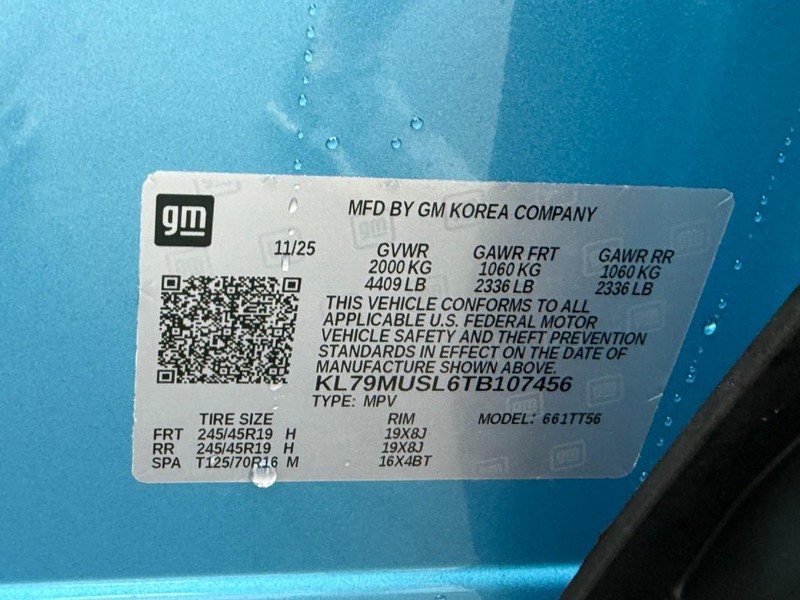 gm
MFD BY GM KOREA COMPANY
11/25 GVWR GAWR FRT GAWR RR
2000 KG 1060 KG 1060 KG
4409 LB 2336 LB 2336 LB
THIS VEHICLE CONFORMS TO ALL
APPLICABLE U.S. FEDERAL MOTOR
VEHICLE SAFETY AND THEFT PREVENTION
STANDARDS IN EFFECT ON THE DATE OF
MANUFACTURE SHOWN ABOVE.
KL79MUSL6TB107456
TYPE: MPV
TIRE SIZE RIM MODEL: 661TT56
FRT 245/45R19 H 19X8J
RR 245/45R19 H 19X8J
SPA T125/70R16 M 16X4BT